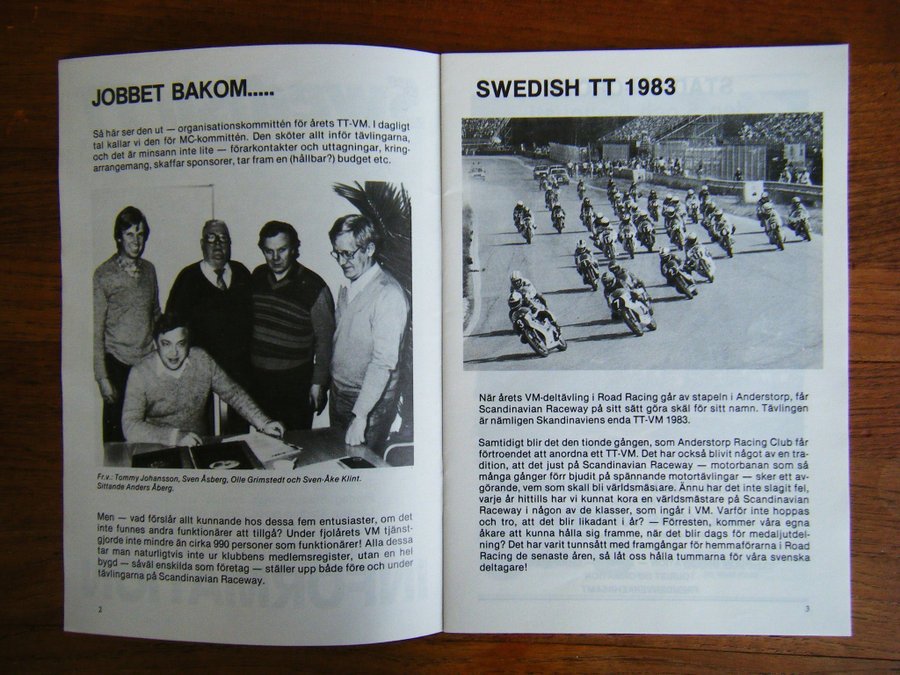 JOBBET BAKOM.....
Så här ser den ut — organisationskommittén för årets TT-VM. I dagligt
tal kallar vi den för MC-kommittén. Den sköter allt inför tävlingarna,
och det är minsann inte lite — förarkontakter och uttagningar, kring-
arrangemang, skaffar sponsorer, tar fram en (hållbar?) budget etc.
Fr.v.: Tommy Johansson, Sven Åsberg, Olle Grimstedt och Sven-Åke Klint.
Sittande Anders Åberg.
Men — vad förslår allt kunnande hos dessa fem entusiaster, om det
inte funnes andra funktionärer att tillgå? Under fjolårets VM tjänst-
gjorde inte mindre än cirka 990 personer som funktionärer! Alla dessa
tar man naturligtvis inte ur klubbens medlemsregister, utan en hel
bygd — såväl enskilda som företag — ställer upp både före och under
tävlingarna på Scandinavian Raceway.
2
SWEDISH TT 1983
När årets VM-deltävling i Road Racing går av stapeln i Anderstorp, får
Scandinavian Raceway på sitt sätt göra skäl för sitt namn. Tävlingen
är nämligen Skandinaviens enda TT-VM 1983.
Samtidigt blir det den tionde gången, som Anderstorp Racing Club får
förtroendet att anordna ett TT-VM. Det har också blivit något av en tra-
dition, att det just på Scandinavian Raceway — motorbanan som så
många gånger förr bjudit på spännande motortävlingar — sker ett av-
görande, vem som skall bli världsmäsiare. Ännu har det inte slagit fel,
varje år hittills har vi kunnat kora en världsmästare på Scandinavian
Raceway i någon av de klasser, som ingår i VM. Varför inte hoppas
och tro, att det blir likadant i år? — Förresten, kommer våra egna
åkare att kunna hålla sig framme, när det blir dags för medaljutdel-
ning? Det har varit tunnsått med framgångar för hemmaförarna i Road
Racing de senaste åren, så låt oss hålla tummarna för våra svenska
deltagare!
3